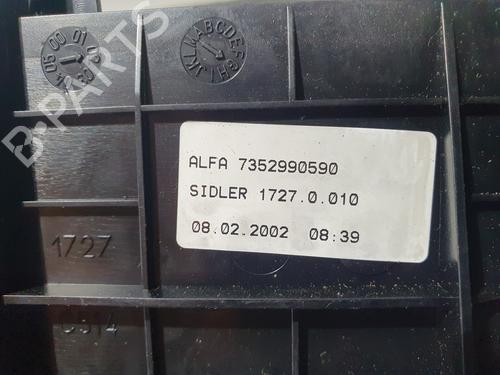 B-PARTS
ALFA 7352990590
SIDLER 1727.0.010
08.02.2002 08:39
1727